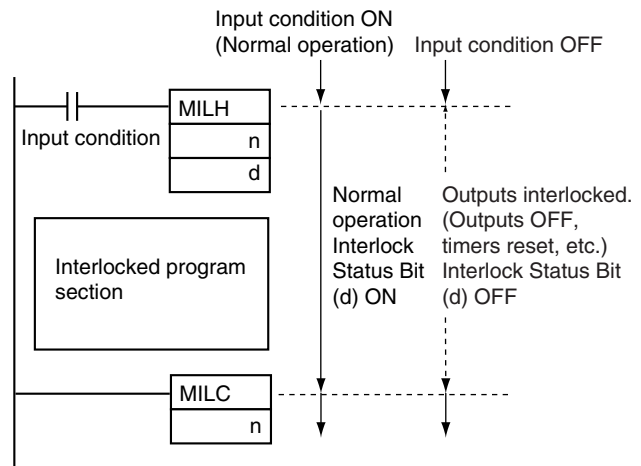 Input condition ON
(Normal operation)
Input condition OFF
MILH
Input condition
n
d
Normal
operation
Interlock
Status Bit
(d) ON
Outputs interlocked.
(Outputs OFF,
timers reset, etc.)
Interlock Status Bit
(d) OFF
Interlocked program
section
MILC
n